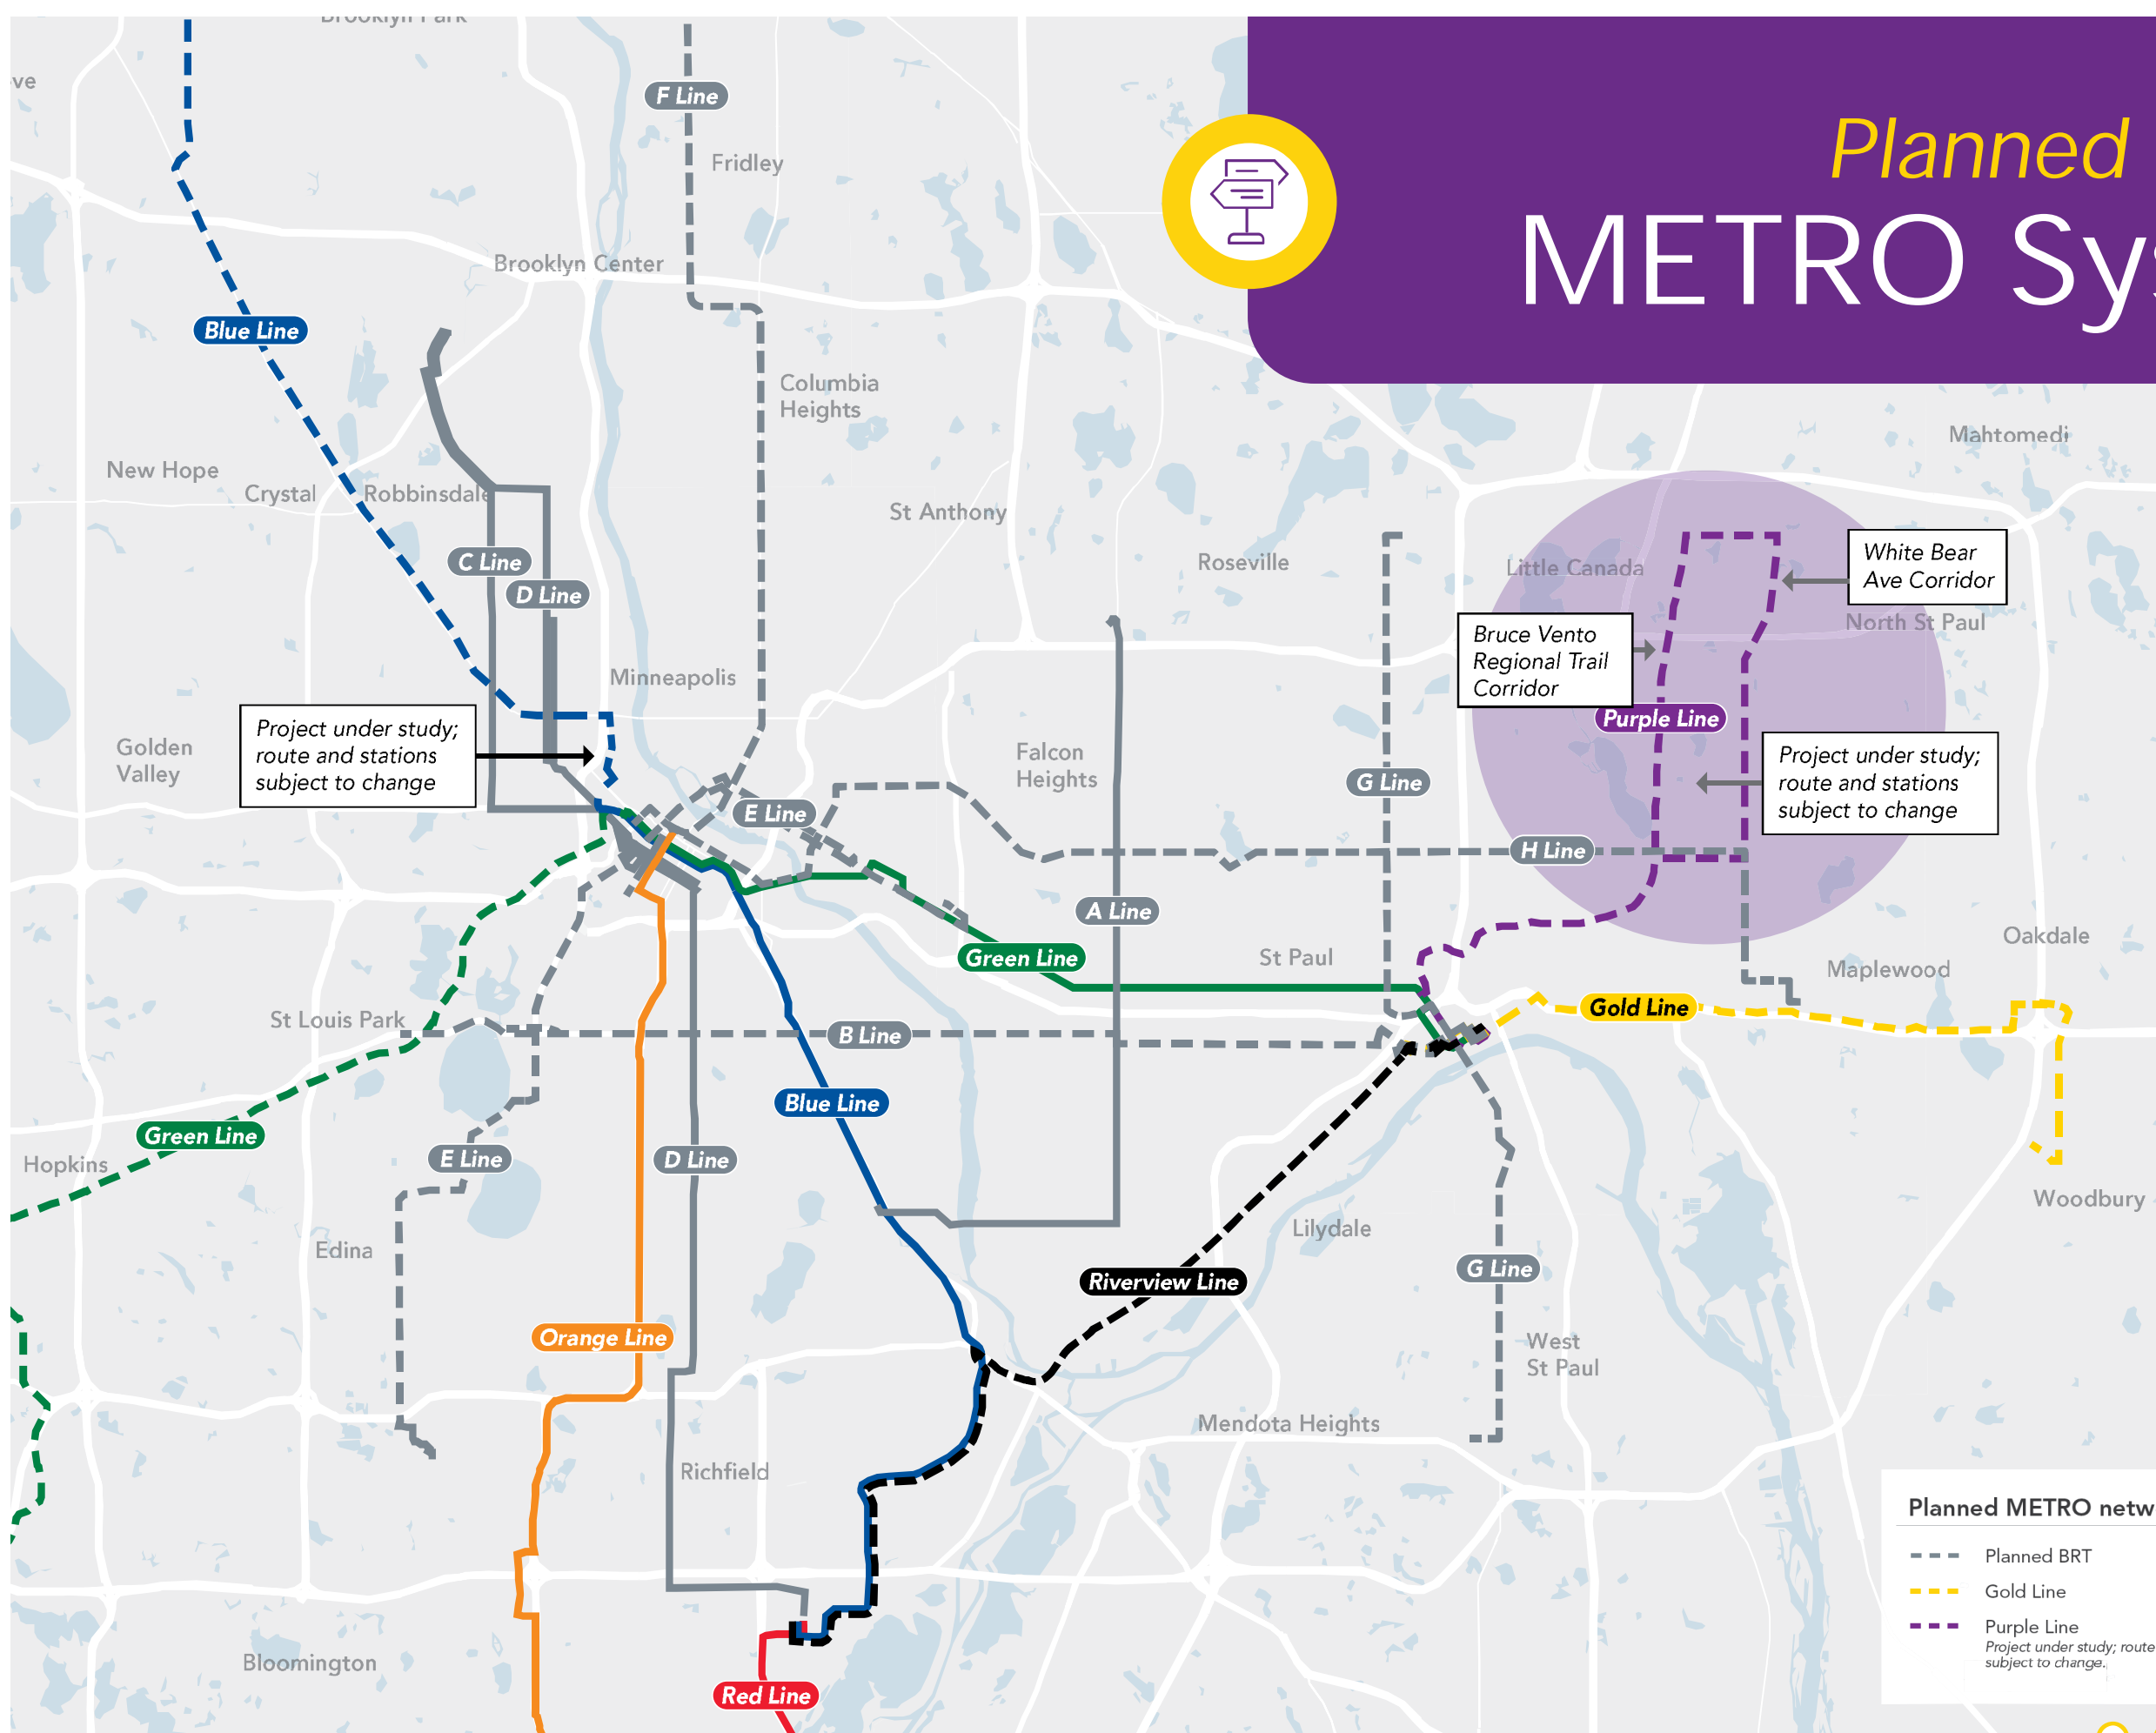 Brooklyn Park
ve
F Line
Fridley
Planned
METRO Sys
Brooklyn Center
Blue Line
Columbia
Heights
Mahtomedi
New Hope
Crystal
Robbinsdale
St Anthony
C Line
D Line
Roseville
Little Canada
White Bear
Ave Corridor
North St Paul
Bruce Vento
Regional Trail
Corridor
Minneapolis
Purple Line
Project under study;
route and stations
subject to change
Golden
Valley
Falcon
Heights
G Line
Project under study;
route and stations
subject to change
E Line
H Line
A Line
Green Line
St Paul
Oakdale
Maplewood
Gold Line
St Louis Park
B Line
Blue Line
Green Line
Hopkins
E Line
D Line
Woodbury
Lilydale
Edina
Riverview Line
G Line
Orange Line
West
St Paul
Mendota Heights
Richfield
Planned METRO netw
Planned BRT
Gold Line
Purple Line
Project under study; route
subject to change.
Bloomington
Red Line